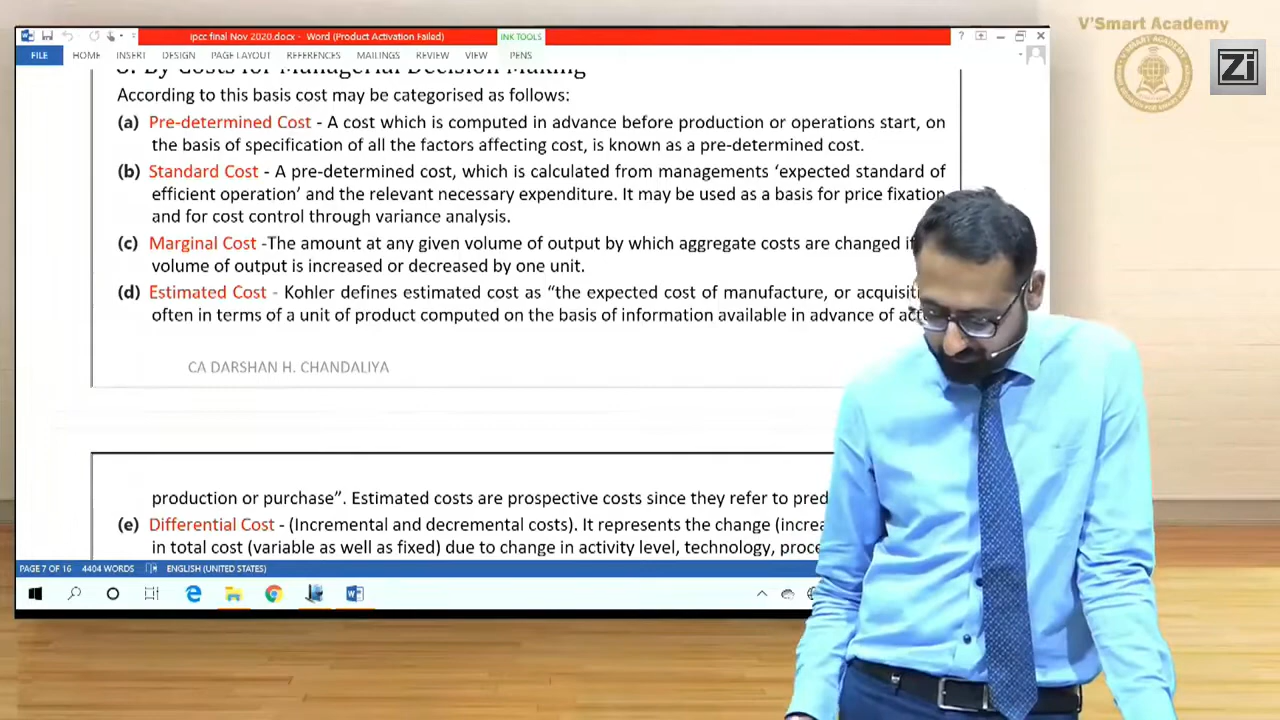 V'Smart Academy
Zi
ipcc final Nov 2020.docx - Word (Product Activation Failed)
INK TOOLS
FILE HOME INSERT DESIGN PAGE LAYOUT REFERENCES MAILINGS REVIEW VIEW PENS
By Costs for Managerial Decision Making
According to this basis cost may be categorised as follows:
(a) Pre-determined Cost - A cost which is computed in advance before production or operations start, on
the basis of specification of all the factors affecting cost, is known as a pre-determined cost.
(b) Standard Cost - A pre-determined cost, which is calculated from managements ‘expected standard of
efficient operation’ and the relevant necessary expenditure. It may be used as a basis for price fixation
and for cost control through variance analysis.
(c) Marginal Cost -The amount at any given volume of output by which aggregate costs are changed
volume of output is increased or decreased by one unit.
(d) Estimated Cost - Kohler defines estimated cost as “the expected cost of manufacture, or
often in terms of a unit of product computed on the basis of information available in advance of
CA DARSHAN H. CHANDALIYA
production or purchase”. Estimated costs are prospective costs since they refer to
(e) Differential Cost - (Incremental and decremental costs). It represents the change
in total cost (variable as well as fixed) due to change in activity level, technology,
PAGE 7 OF 16 4404 WORDS ENGLISH (UNITED STATES)